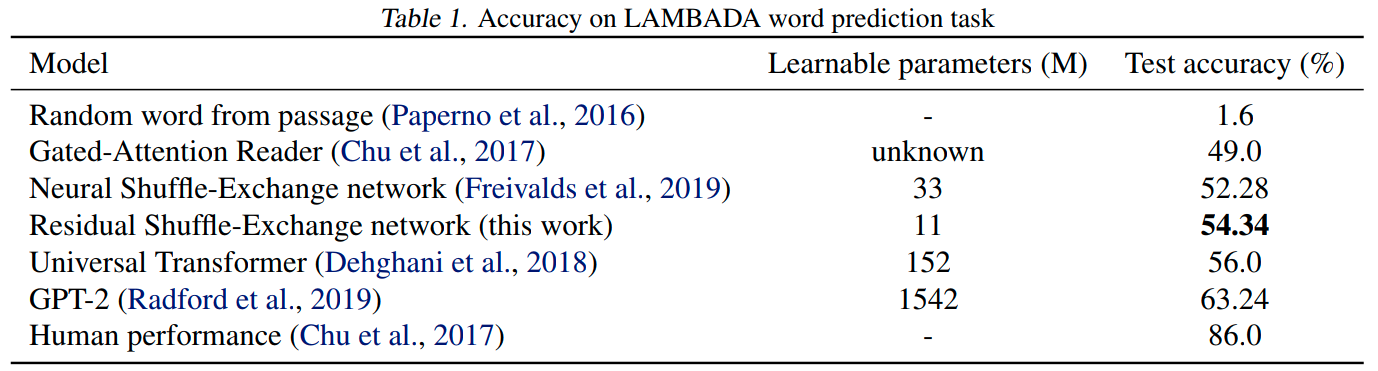 Table 1. Accuracy on LAMBADA word prediction task
Model Learnable parameters (M) Test accuracy (%)
Random word from passage (Paperno et al., 2016) - 1.6
Gated-Attention Reader (Chu et al., 2017) unknown 49.0
Neural Shuffle-Exchange network (Freivalds et al., 2019) 33 52.28
Residual Shuffle-Exchange network (this work) 11 54.34
Universal Transformer (Dehghani et al., 2018) 152 56.0
GPT-2 (Radford et al., 2019) 1542 63.24
Human performance (Chu et al., 2017) - 86.0